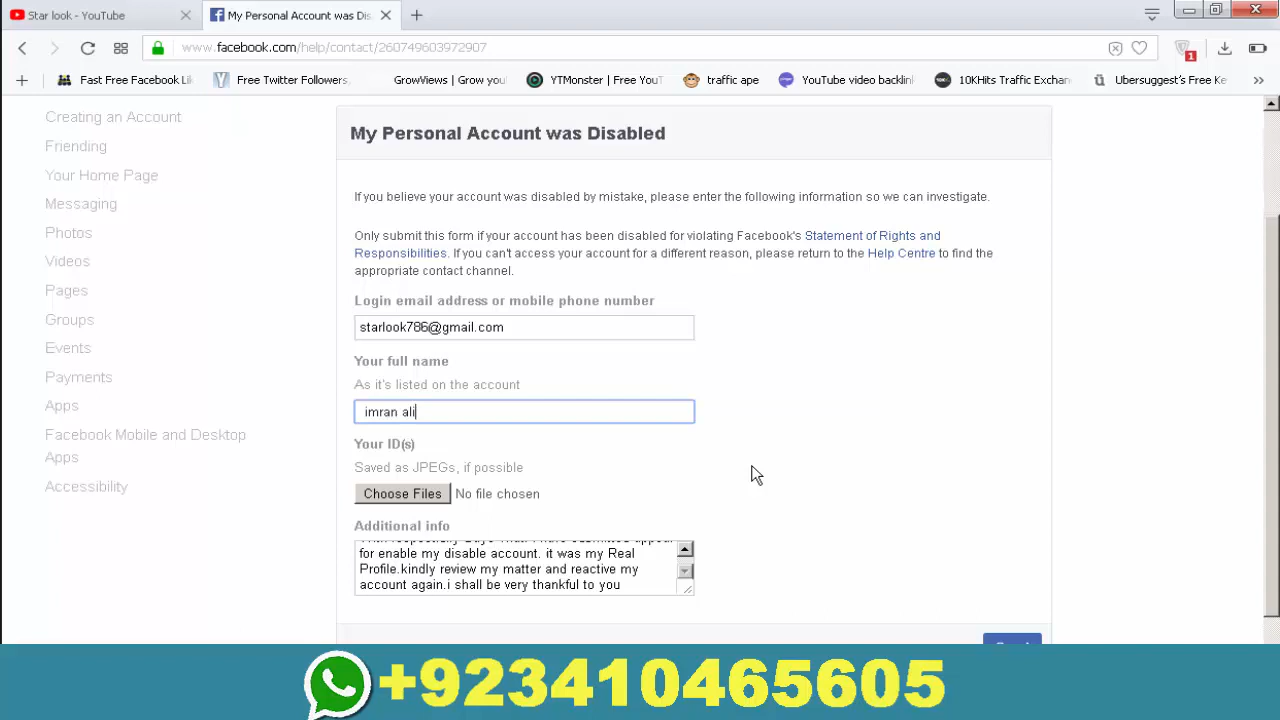 Star look - YouTube
My Personal Account was Dis
www.facebook.com/help/contact/260749603972907
1
Fast Free Facebook Lik
Free Twitter Followers
GrowViews | Grow you
YTMonster | Free YouT
traffic ape
YouTube video backlink
10KHits Traffic Exchan
Ubersuggest's Free Ke
Creating an Account
Friending
Your Home Page
Messaging
Photos
Videos
Pages
Groups
Events
Payments
Apps
Facebook Mobile and Desktop
Apps
Accessibility
My Personal Account was Disabled
If you believe your account was disabled by mistake, please enter the following information so we can investigate.
Only submit this form if your account has been disabled for violating Facebook's Statement of Rights and
Responsibilities. If you can't access your account for a different reason, please return to the Help Centre to find the
appropriate contact channel.
Login email address or mobile phone number
starlook786@gmail.com
Your full name
As it's listed on the account
imran ali
Your ID(s)
Saved as JPEGs, if possible
Choose Files No file chosen
Additional info
for enable my disable account. it was my Real
Profile.kindly review my matter and reactive my
account again.i shall be very thankful to you
+923410465605